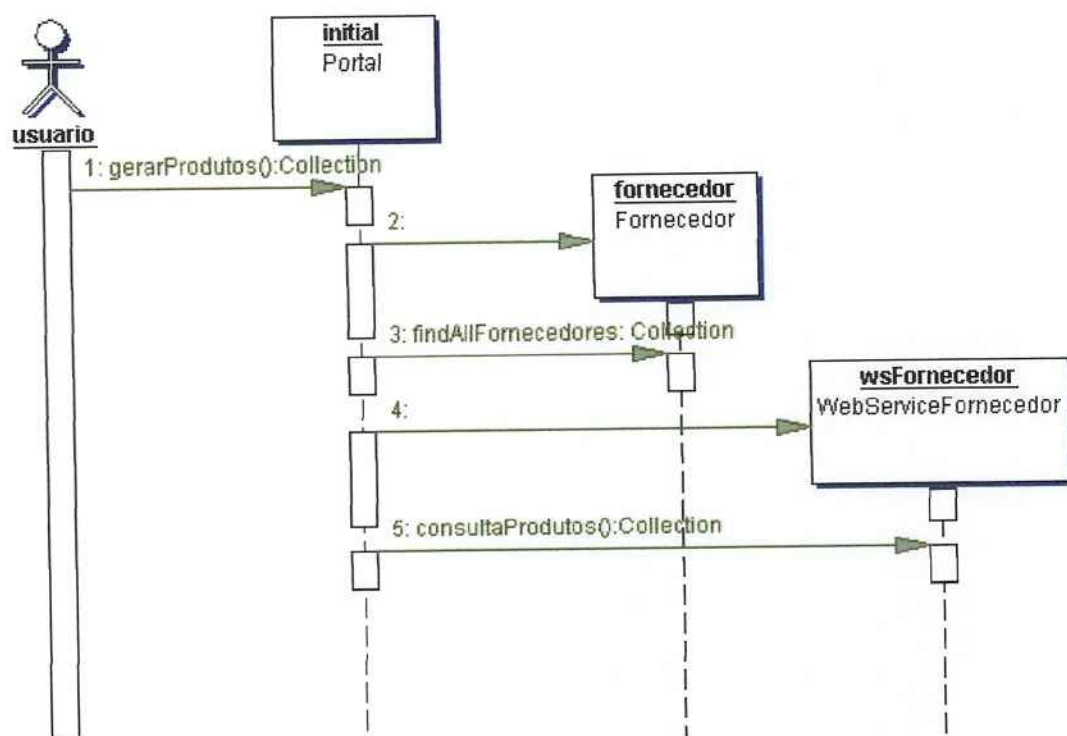 initial
Portal
usuario
1: gerarProdutos():Collection
fornecedor
Fornecedor
2:
3: findAllFornecedores: Collection
wsFornecedor
WebServiceFornecedor
4:
5: consultaProdutos():Collection